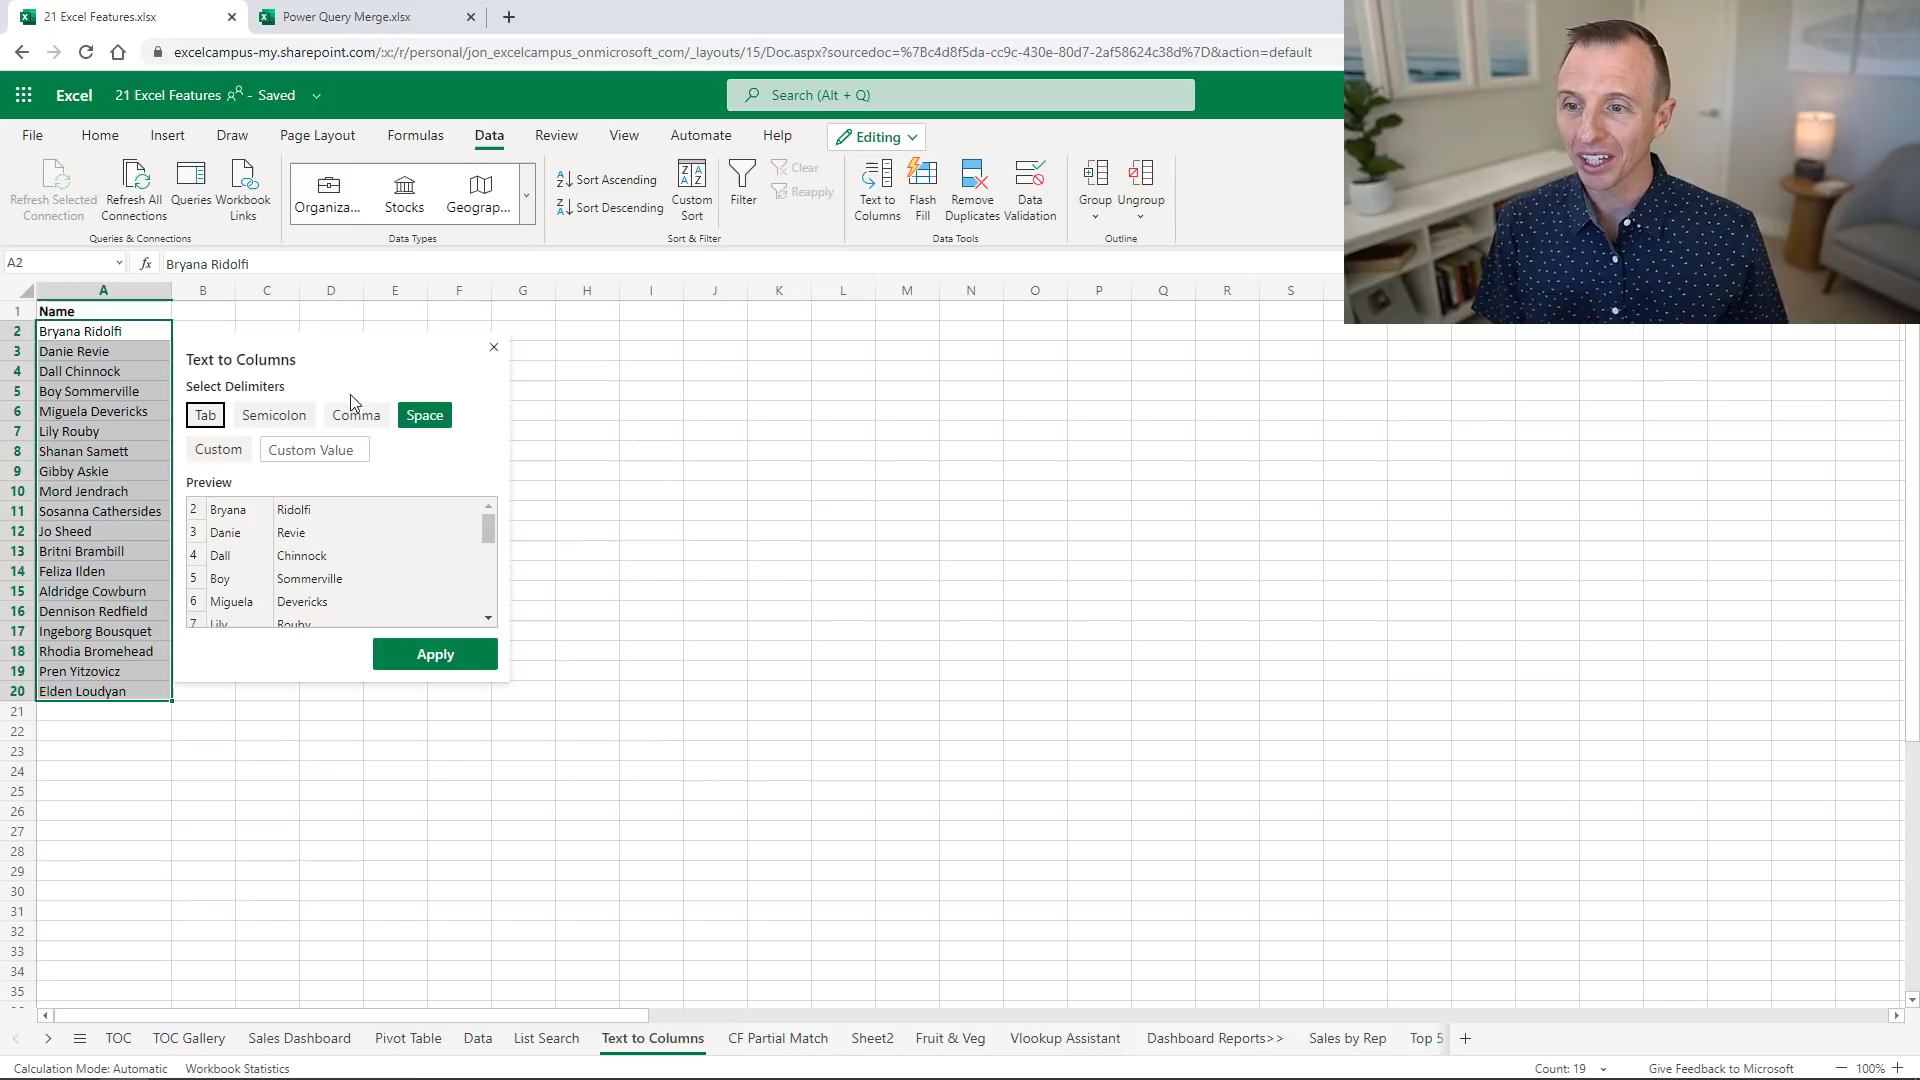 21 Excel Features.xlsx
Power Query Merge.xlsx
excelcampus-my.sharepoint.com/:x:/r/personal/jon_excelcampus_onmicrosoft_com/_layouts/15/Doc.aspx?sourcedoc=%7Bc4d8f5da-cc9c-430e-80d7-2af58624c38d%7D&action=default
Excel 21 Excel Features - Saved
Search (Alt + Q)
File Home Insert Draw Page Layout Formulas Data Review View Automate Help Editing
Refresh Selected Connection
Refresh All Connections
Queries
Workbook Links
Organiza...
Stocks
Geograp...
Sort Ascending
Sort Descending
Custom Sort
Filter
Clear
Reapply
Text to Columns
Flash Fill
Remove Duplicates
Data Validation
Group
Ungroup
Queries & Connections
Data Types
Sort & Filter
Data Tools
Outline
A2
fx Bryana Ridolfi
A B C D E F G H I J K L M N O P Q R S
1 Name
2 Bryana Ridolfi
3 Danie Revie
4 Dall Chinnock
5 Boy Sommerville
6 Miguela Devericks
7 Lily Rouby
8 Shanan Samett
9 Gibby Askie
10 Mord Jendrach
11 Sosanna Cathersides
12 Jo Sheed
13 Britni Brambill
14 Feliza Ilden
15 Aldridge Cowburn
16 Dennison Redfield
17 Ingeborg Bousquet
18 Rhodia Bromehead
19 Pren Yitzovicz
20 Elden Loudyan
21
22
23
24
25
26
27
28
29
30
31
32
33
34
35
Text to Columns
Select Delimiters
Tab Semicolon Comma Space
Custom Custom Value
Preview
2 Bryana Ridolfi
3 Danie Revie
4 Dall Chinnock
5 Boy Sommerville
6 Miguela Devericks
7 Lily Rouby
Apply
TOC TOC Gallery Sales Dashboard Pivot Table Data List Search Text to Columns CF Partial Match Sheet2 Fruit & Veg Vlookup Assistant Dashboard Reports>> Sales by Rep Top 5
Calculation Mode: Automatic Workbook Statistics Count: 19 Give Feedback to Microsoft 100%